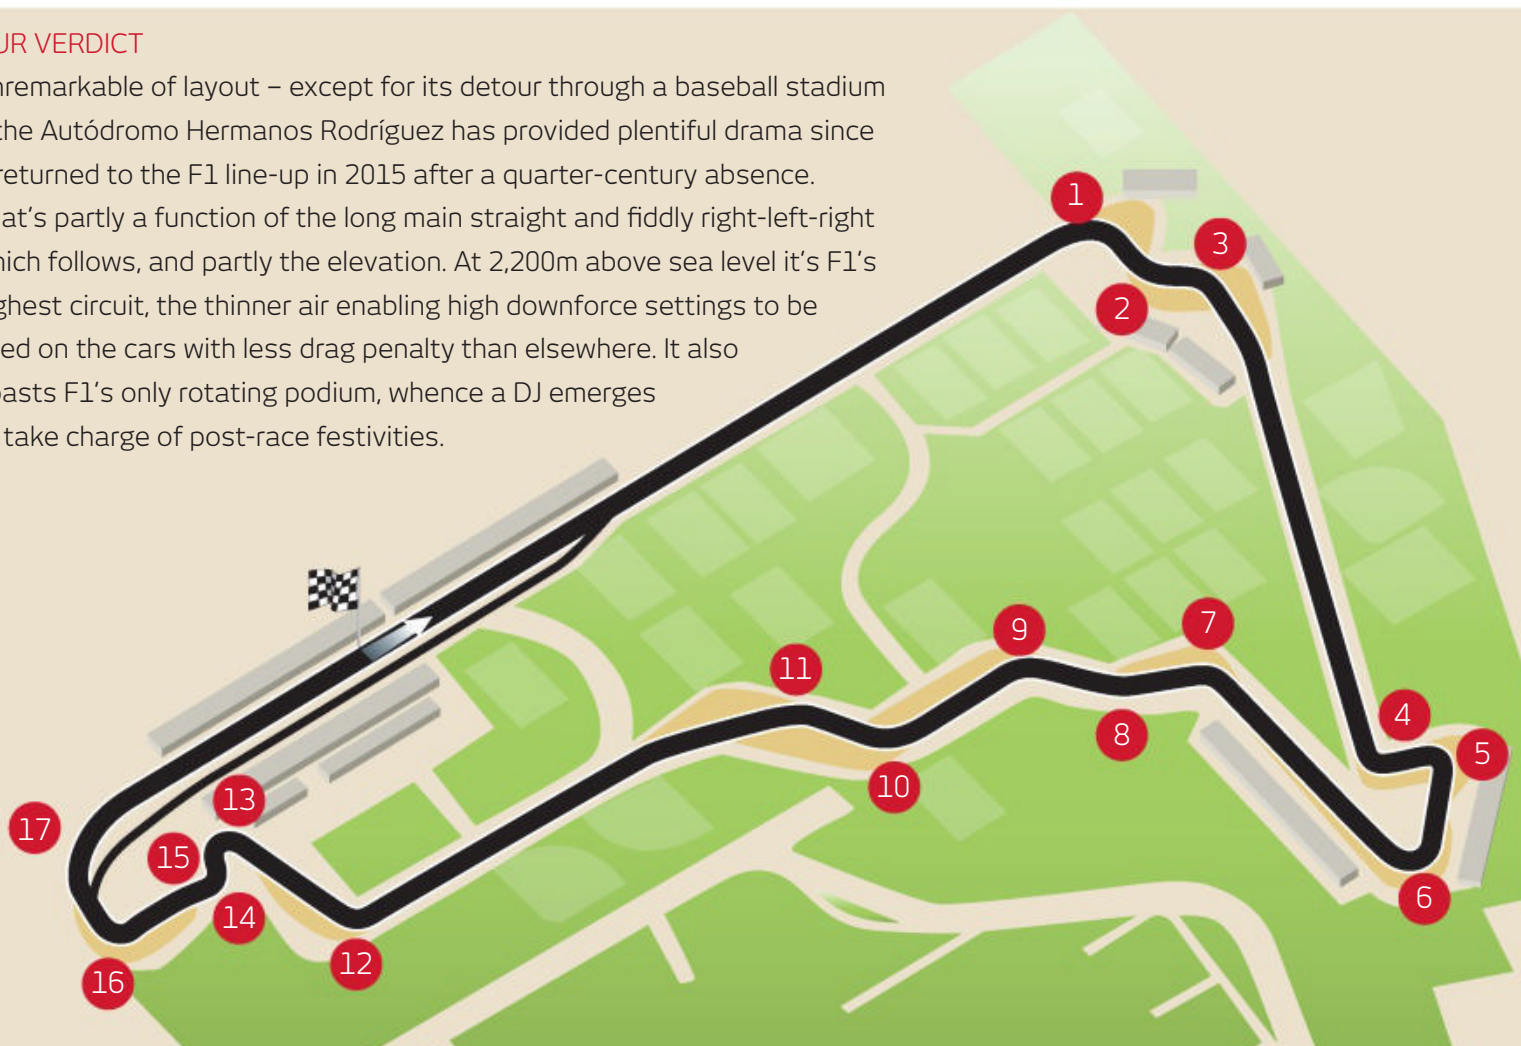 UR VERDICT
nremarkable of layout – except for its detour through a baseball stadium
the Autódromo Hermanos Rodríguez has provided plentiful drama since
returned to the F1 line-up in 2015 after a quarter-century absence.
at's partly a function of the long main straight and fiddly right-left-right
hich follows, and partly the elevation. At 2,200m above sea level it's F1's
ghest circuit, the thinner air enabling high downforce settings to be
ed on the cars with less drag penalty than elsewhere. It also
oasts F1's only rotating podium, whence a DJ emerges
take charge of post-race festivities.
1
3
2
9
7
11
4
8
5
10
13
17
15
6
14
12
16